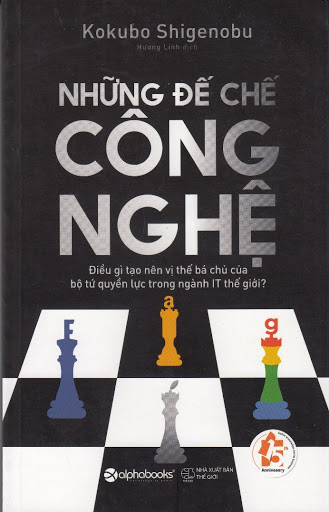 Kokubo Shigenobu
Hương Linh dịch
NHỮNG ĐẾ CHẾ
CÔNG
NGHỆ
Điều gì tạo nên vị thế bá chủ của
bộ tứ quyền lực trong ngành IT thế giới?
F
a
g
15
Anniversary
alphabooks
NHÀ XUẤT BẢN
THẾ GIỚI